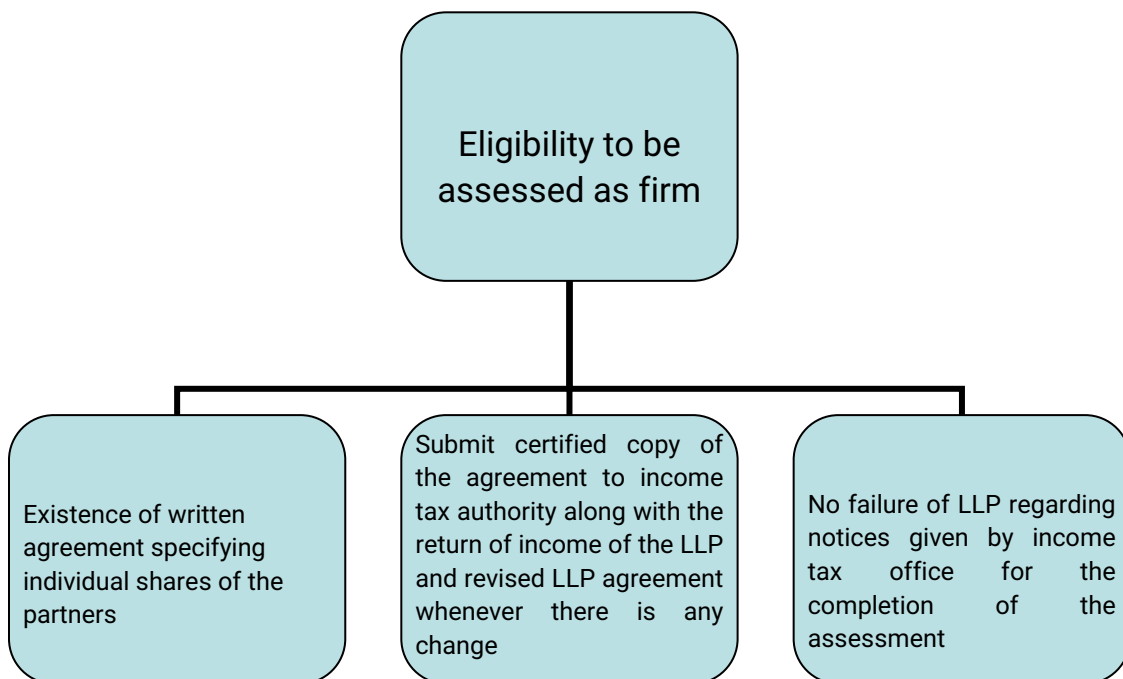 Eligibility to be
assessed as firm
Existence of written
agreement specifying
individual shares of the
partners
Submit certified copy of
the agreement to income
tax authority along with the
return of income of the LLP
and revised LLP agreement
whenever there is any
change
No failure of LLP regarding
notices given by income
tax office for the
completion of the
assessment